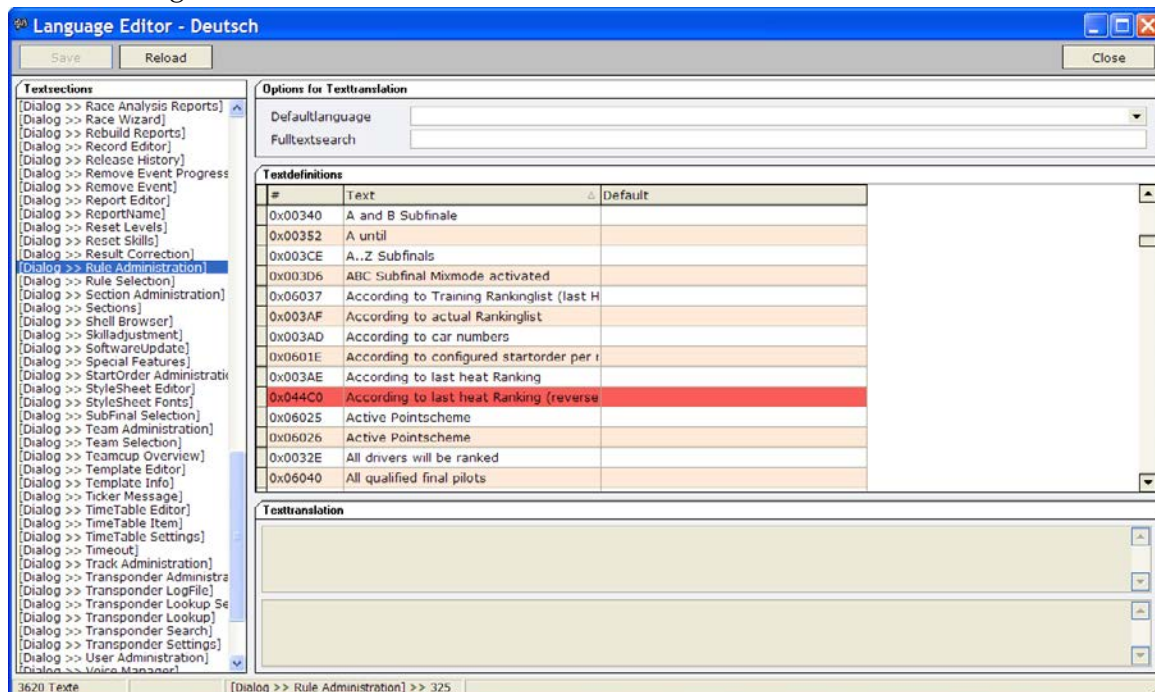 Language Editor - Deutsch
Save Reload Close
Textsections
[Dialog >> Race Analysis Reports]
[Dialog >> Race Wizard]
[Dialog >> Rebuild Reports]
[Dialog >> Record Editor]
[Dialog >> Release History]
[Dialog >> Remove Event Progress
[Dialog >> Remove Event]
[Dialog >> Report Editor]
[Dialog >> ReportName]
[Dialog >> Reset Levels]
[Dialog >> Reset Skills]
[Dialog >> Result Correction]
[Dialog >> Rule Administration]
[Dialog >> Rule Selection]
[Dialog >> Section Administration]
[Dialog >> Sections]
[Dialog >> Shell Browser]
[Dialog >> Skilladjustment]
[Dialog >> SoftwareUpdate]
[Dialog >> Special Features]
[Dialog >> StartOrder Administratio
[Dialog >> StyleSheet Editor]
[Dialog >> StyleSheet Fonts]
[Dialog >> SubFinal Selection]
[Dialog >> Team Administration]
[Dialog >> Team Selection]
[Dialog >> Teamcup Overview]
[Dialog >> Template Editor]
[Dialog >> Template Info]
[Dialog >> Ticker Message]
[Dialog >> TimeTable Editor]
[Dialog >> TimeTable Item]
[Dialog >> TimeTable Settings]
[Dialog >> Timeout]
[Dialog >> Track Administration]
[Dialog >> Transponder Administra
[Dialog >> Transponder LogFile]
[Dialog >> Transponder Lookup Se
[Dialog >> Transponder Lookup]
[Dialog >> Transponder Search]
[Dialog >> Transponder Settings]
[Dialog >> User Administration]
[Dialog >> Voice Manager]
Options for Texttranslation
Defaultlanguage
Fulltextsearch
Textdefinitions
# Text Default
0x00340 A and B Subfinale
0x00352 A until
0x003CE A..Z Subfinals
0x003D6 ABC Subfinal Mixmode activated
0x06037 According to Training Rankinglist (last H
0x003AF According to actual Rankinglist
0x003AD According to car numbers
0x0601E According to configured startorder per
0x003AE According to last heat Ranking
0x044C0 According to last heat Ranking (reverse
0x06025 Active Pointscheme
0x06026 Active Pointscheme
0x0032E All drivers will be ranked
0x06040 All qualified final pilots
Texttranslation
3620 Texte [Dialog >> Rule Administration] >> 325